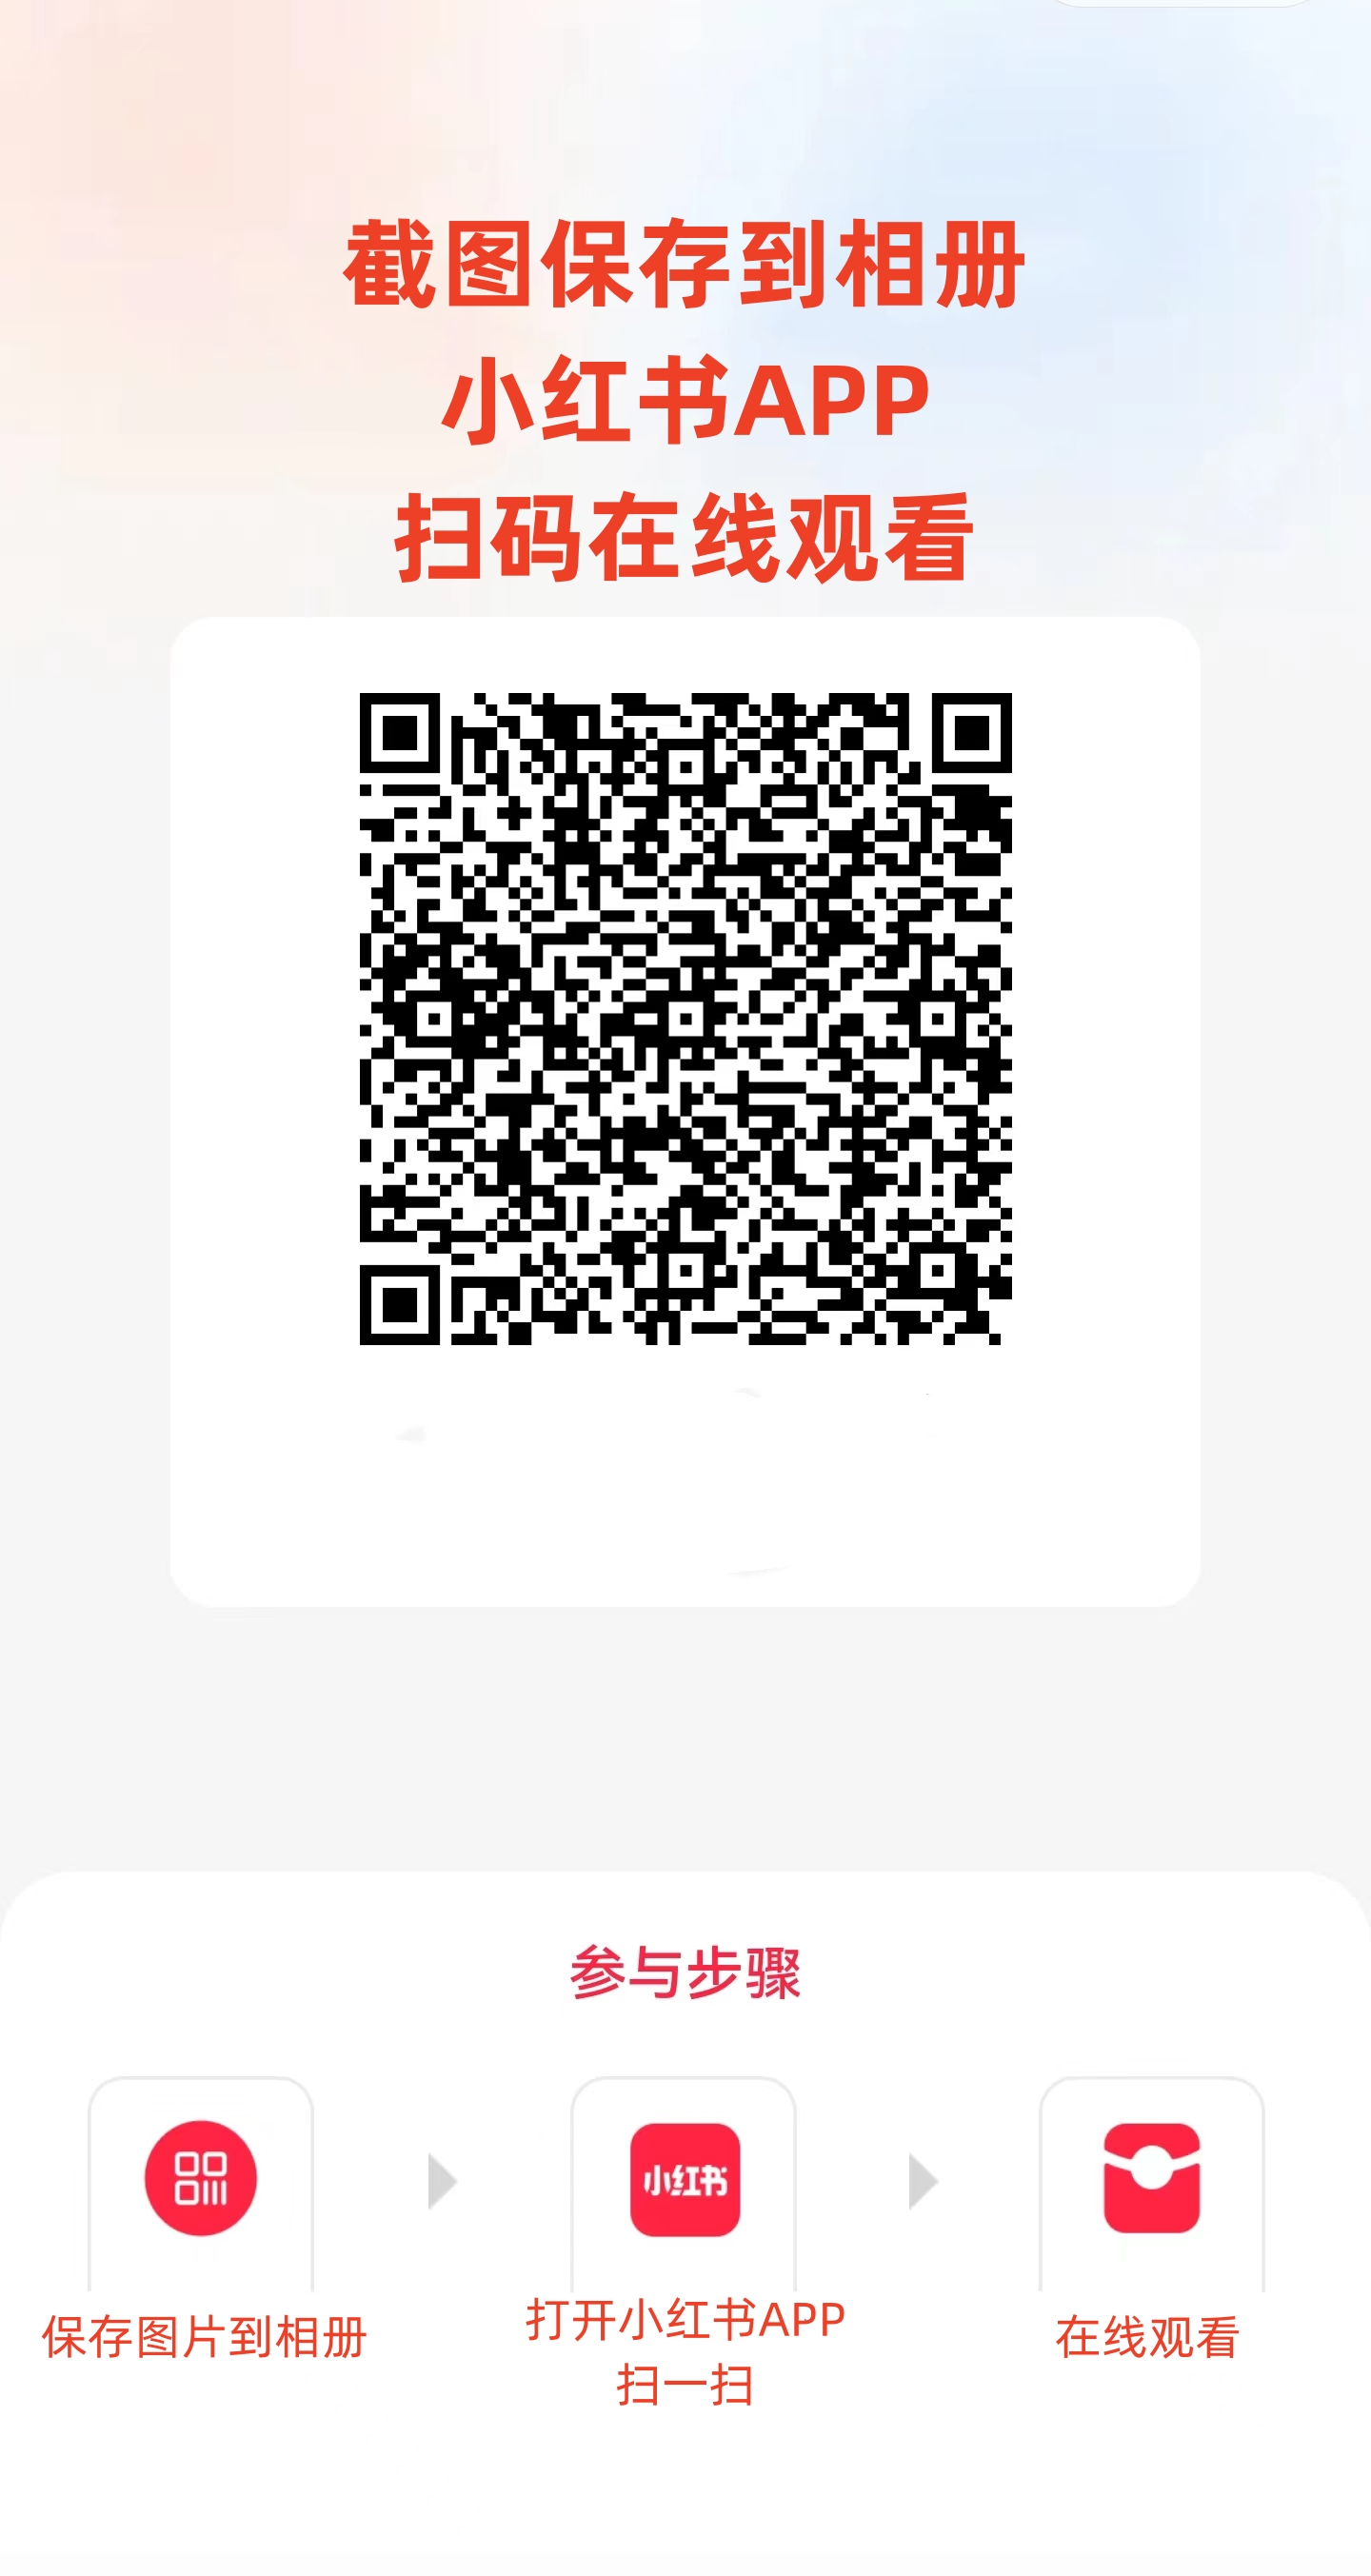 截图保存到相册
小红书APP
扫码在线观看
参与步骤
小红书
保存图片到相册
打开小红书APP
扫一扫
在线观看